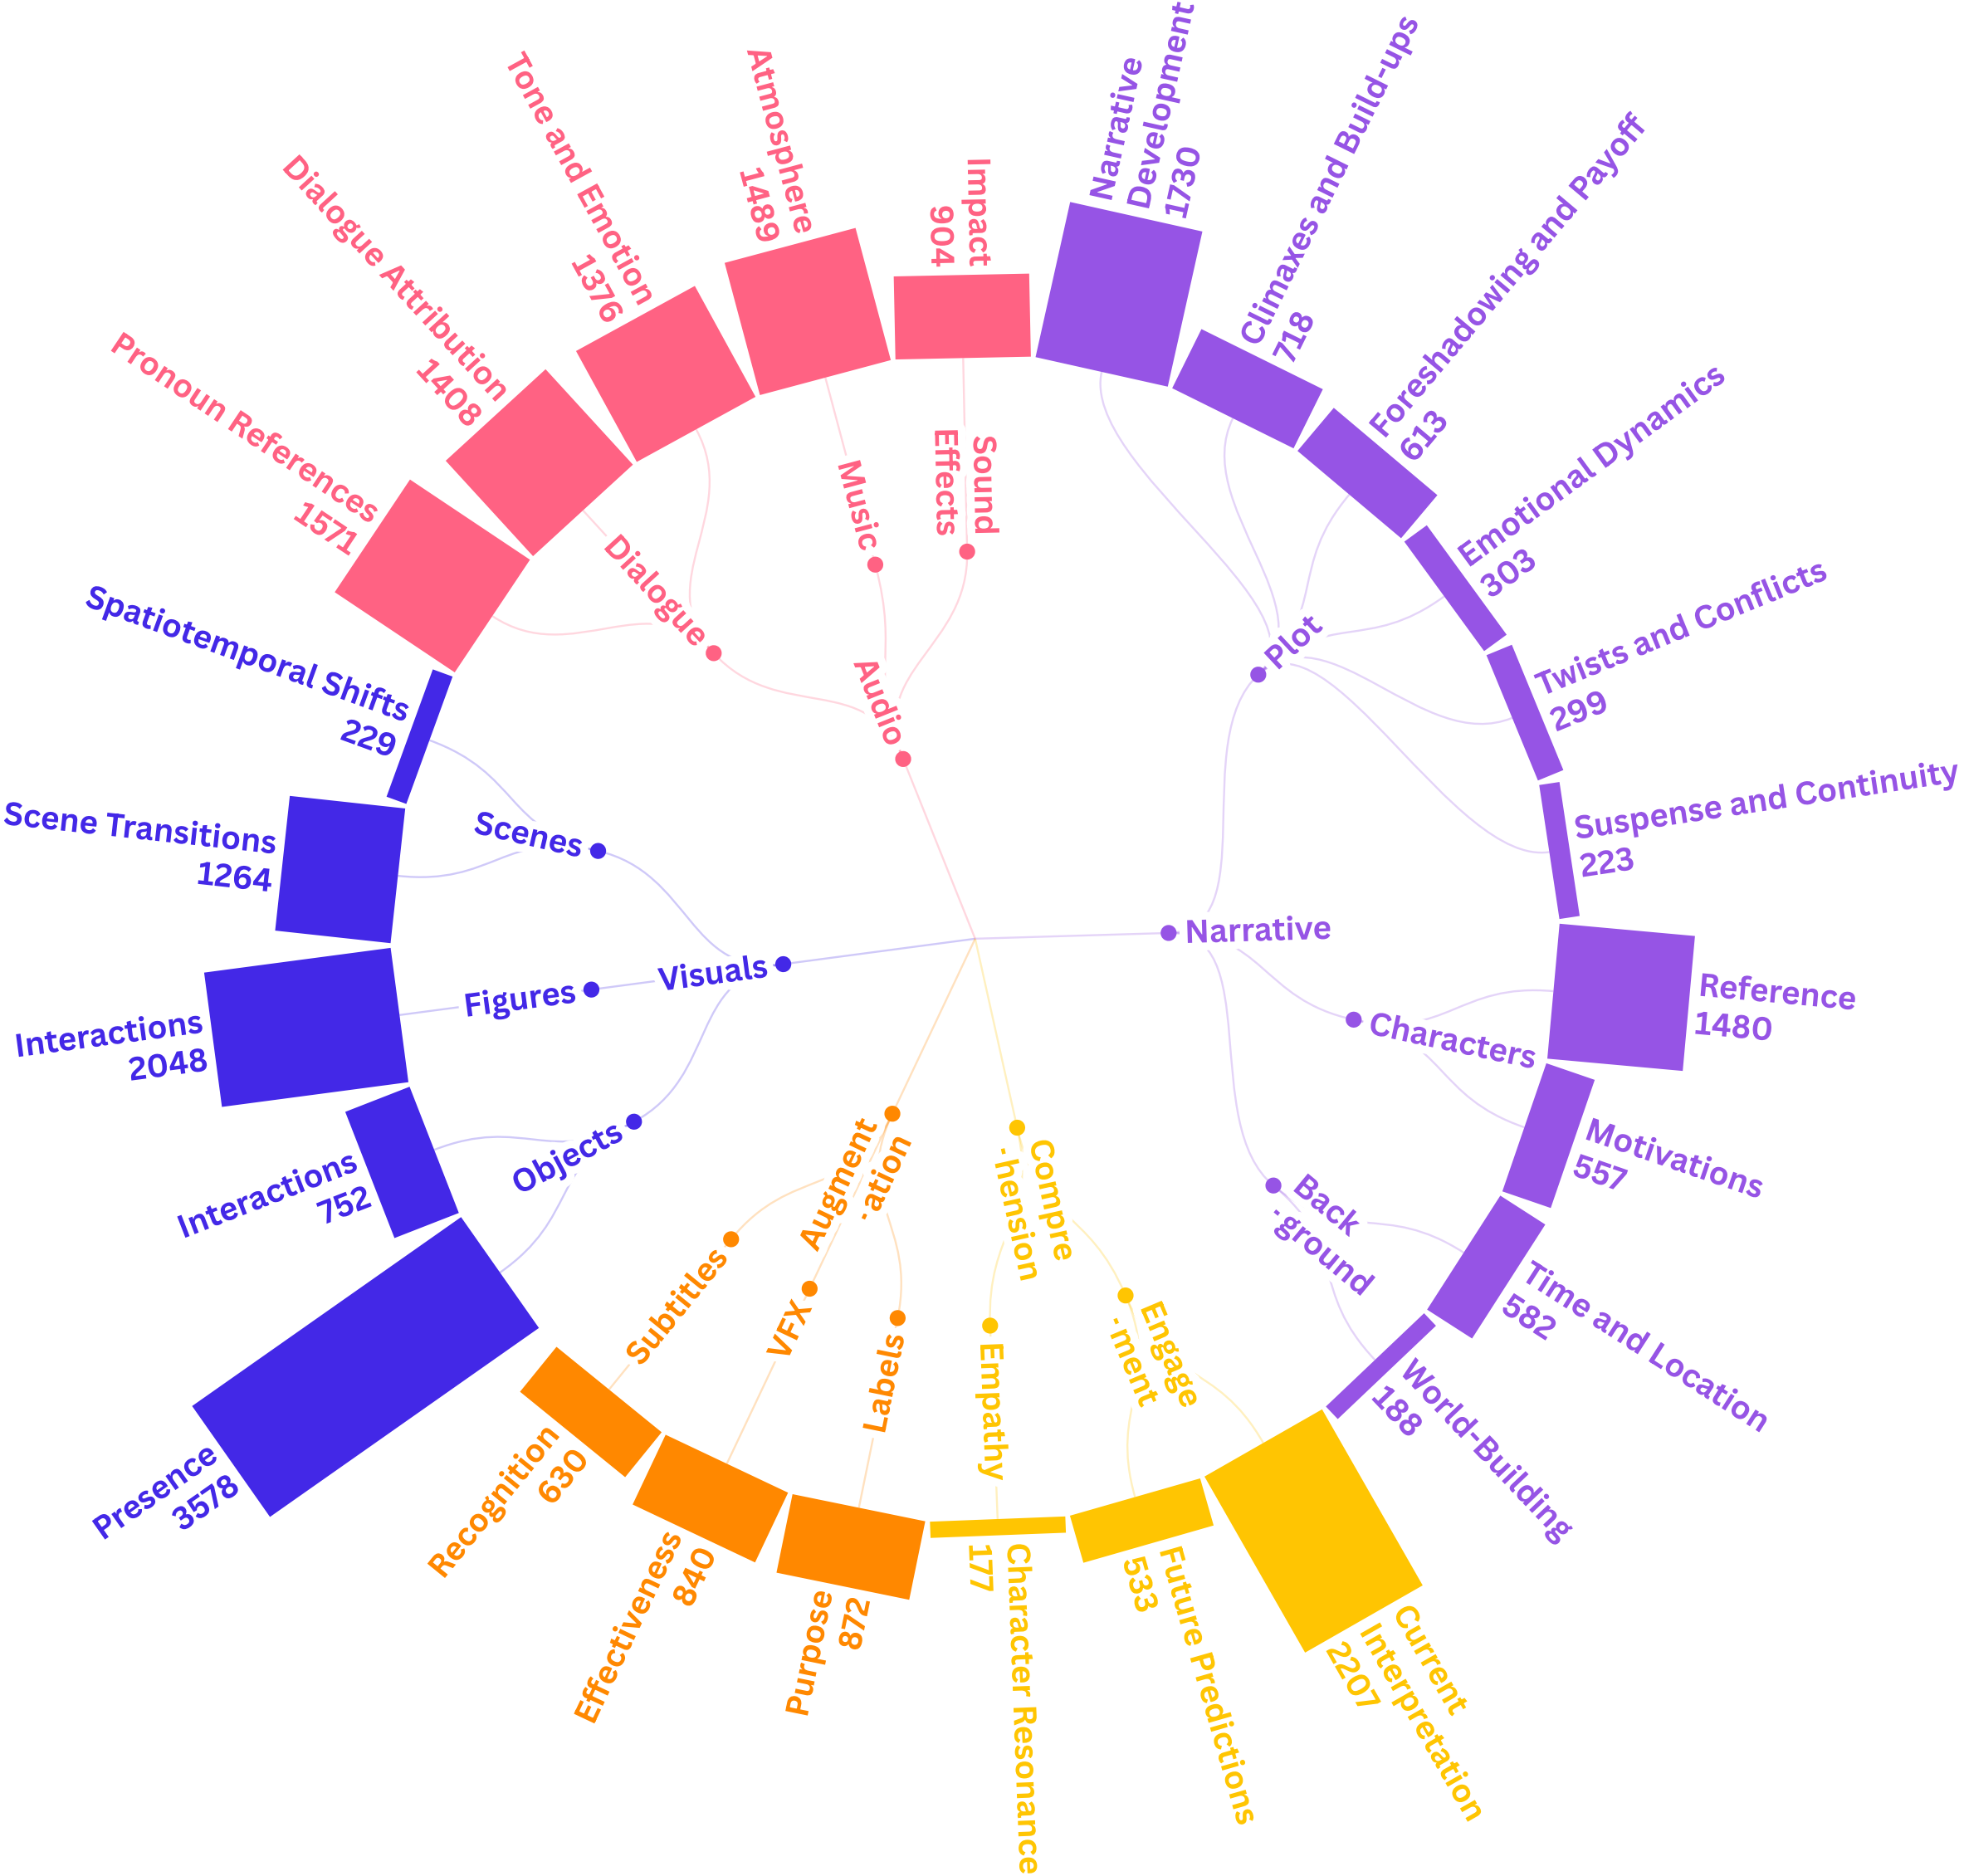 Narrative
Development
1730
Climaxes and Build-ups
718
Foreshadowing and Payoff
613
Emotional Dynamics
303
Twists and Conflicts
299
Suspense and Continuity
223
Plot
Narrative
Reference
1480
Characters
Motivations
557
Back
-ground
Time and Location
582
World-Building
188
Compre
-hension
Engage
-ment
Current
Interpretation
2207
Future Predictions
533
Empathy
Character Resonance
177
Augment
-ation
Labels
Purpose
872
VFX
Effectiveness
840
Subtitles
Recognition
630
Visuals
Objects
Presence
3578
Interactions
752
Figures
Interactions
2048
Scenes
Scene Transitions
1264
Spatiotemporal Shifts
229
Audio
Dialogue
Pronoun References
1571
Dialogue Attribution
1408
Tone and Emotion
1376
Music
Atmosphere
1489
Sound
Effects
Impact
904